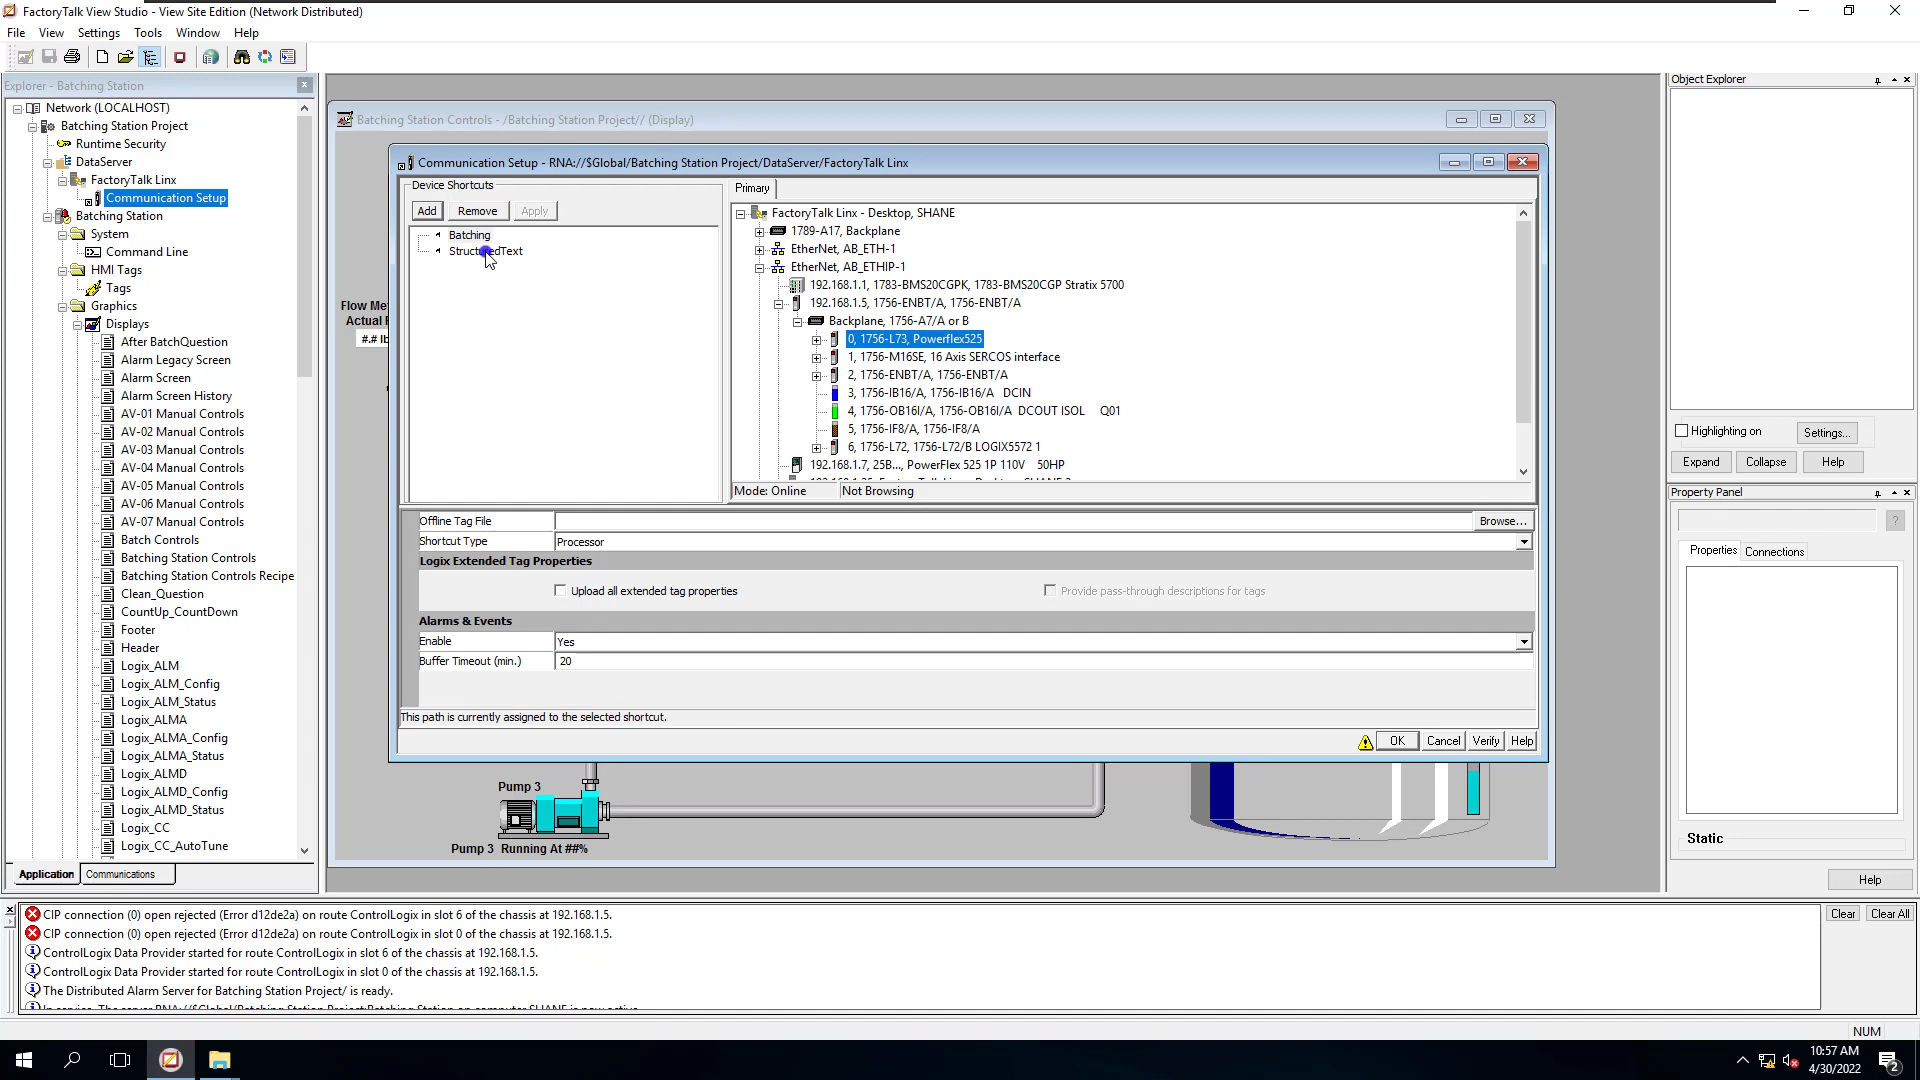 FactoryTalk View Studio - View Site Edition (Network Distributed)
File View Settings Tools Window Help
Explorer - Batching Station
Network (LOCALHOST)
Batching Station Project
Runtime Security
DataServer
FactoryTalk Linx
Communication Setup
Batching Station
System
Command Line
HMI Tags
Tags
Graphics
Displays
After BatchQuestion
Alarm Legacy Screen
Alarm Screen
Alarm Screen History
AV-01 Manual Controls
AV-02 Manual Controls
AV-03 Manual Controls
AV-04 Manual Controls
AV-05 Manual Controls
AV-06 Manual Controls
AV-07 Manual Controls
Batch Controls
Batching Station Controls
Batching Station Controls Recipe
Clean_Question
CountUp_CountDown
Footer
Header
Logix_ALM
Logix_ALM_Config
Logix_ALM_Status
Logix_ALMA
Logix_ALMA_Config
Logix_ALMA_Status
Logix_ALMD
Logix_ALMD_Config
Logix_ALMD_Status
Logix_CC
Logix_CC_AutoTune
Application Communications
Batching Station Controls - /Batching Station Project// (Display)
Flow Me
Actual
#.# lb
Communication Setup - RNA://$Global/Batching Station Project/DataServer/FactoryTalk Linx
Device Shortcuts
Add Remove Apply
Batching
StructuredText
Primary
FactoryTalk Linx - Desktop, SHANE
1789-A17, Backplane
EtherNet, AB_ETH-1
EtherNet, AB_ETHIP-1
192.168.1.1, 1783-BMS20CGPK, 1783-BMS20CGP Stratix 5700
192.168.1.5, 1756-ENBT/A, 1756-ENBT/A
Backplane, 1756-A7/A or B
0, 1756-L73, Powerflex525
1, 1756-M16SE, 16 Axis SERCOS interface
2, 1756-ENBT/A, 1756-ENBT/A
3, 1756-IB16/A, 1756-IB16/A DCIN
4, 1756-OB16I/A, 1756-OB16I/A DCOUT ISOL Q01
5, 1756-IF8/A, 1756-IF8/A
6, 1756-L72, 1756-L72/B LOGIX5572 1
192.168.1.7, 25B..., PowerFlex 525 1P 110V 50HP
Mode: Online Not Browsing
Offline Tag File Browse...
Shortcut Type Processor
Logix Extended Tag Properties
Upload all extended tag properties Provide pass-through descriptions for tags
Alarms & Events
Enable Yes
Buffer Timeout (min.) 20
This path is currently assigned to the selected shortcut.
OK Cancel Verify Help
Pump 3
Pump 3 Running At ##%
Object Explorer
Highlighting on Settings...
Expand Collapse Help
Property Panel
?
Properties Connections
Static
Help
CIP connection (0) open rejected (Error d12de2a) on route ControlLogix in slot 6 of the chassis at 192.168.1.5.
CIP connection (0) open rejected (Error d12de2a) on route ControlLogix in slot 0 of the chassis at 192.168.1.5.
ControlLogix Data Provider started for route ControlLogix in slot 6 of the chassis at 192.168.1.5.
ControlLogix Data Provider started for route ControlLogix in slot 0 of the chassis at 192.168.1.5.
The Distributed Alarm Server for Batching Station Project/ is ready.
Clear Clear All
NUM
10:57 AM
4/30/2022
2